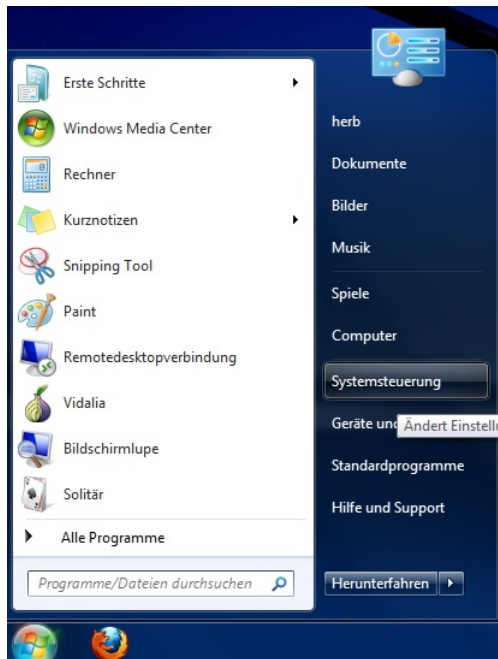 Erste Schritte
Windows Media Center
Rechner
Kurznotizen
Snipping Tool
Paint
Remotedesktopverbindung
Vidalia
Bildschirmlupe
Solitär
Alle Programme
Programme/Dateien durchsuchen
herb
Dokumente
Bilder
Musik
Spiele
Computer
Systemsteuerung
Geräte und
Ändert Einstellu
Standardprogramme
Hilfe und Support
Herunterfahren